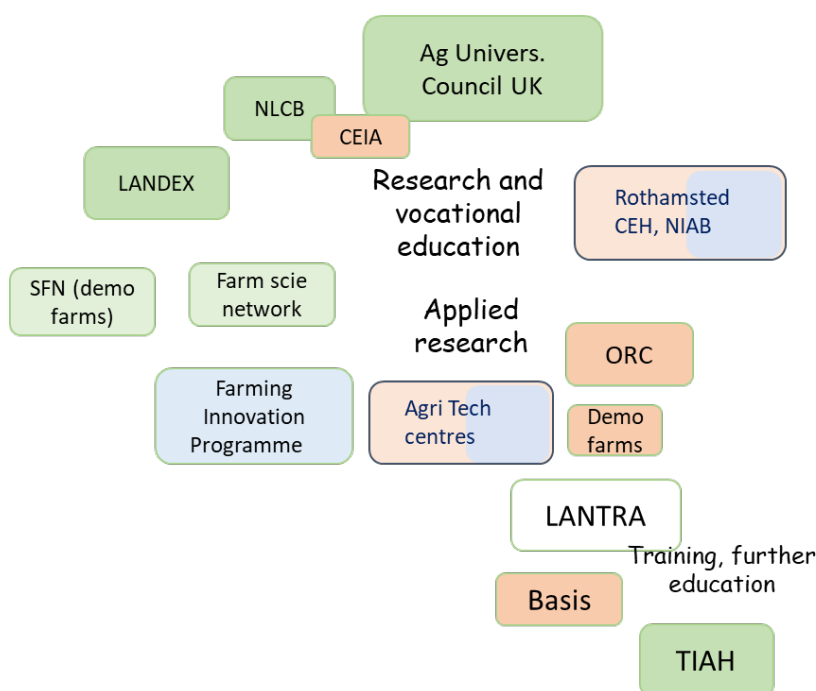 Ag Univers.
Council UK
NLCB
CEIA
LANDEX
Research and
vocational
education
Rothamsted
CEH, NIAB
SFN (demo
farms)
Farm scie
network
Applied
research
ORC
Farming
Innovation
Programme
Agri Tech
centres
Demo
farms
LANTRA
Training, further
education
Basis
TIAH